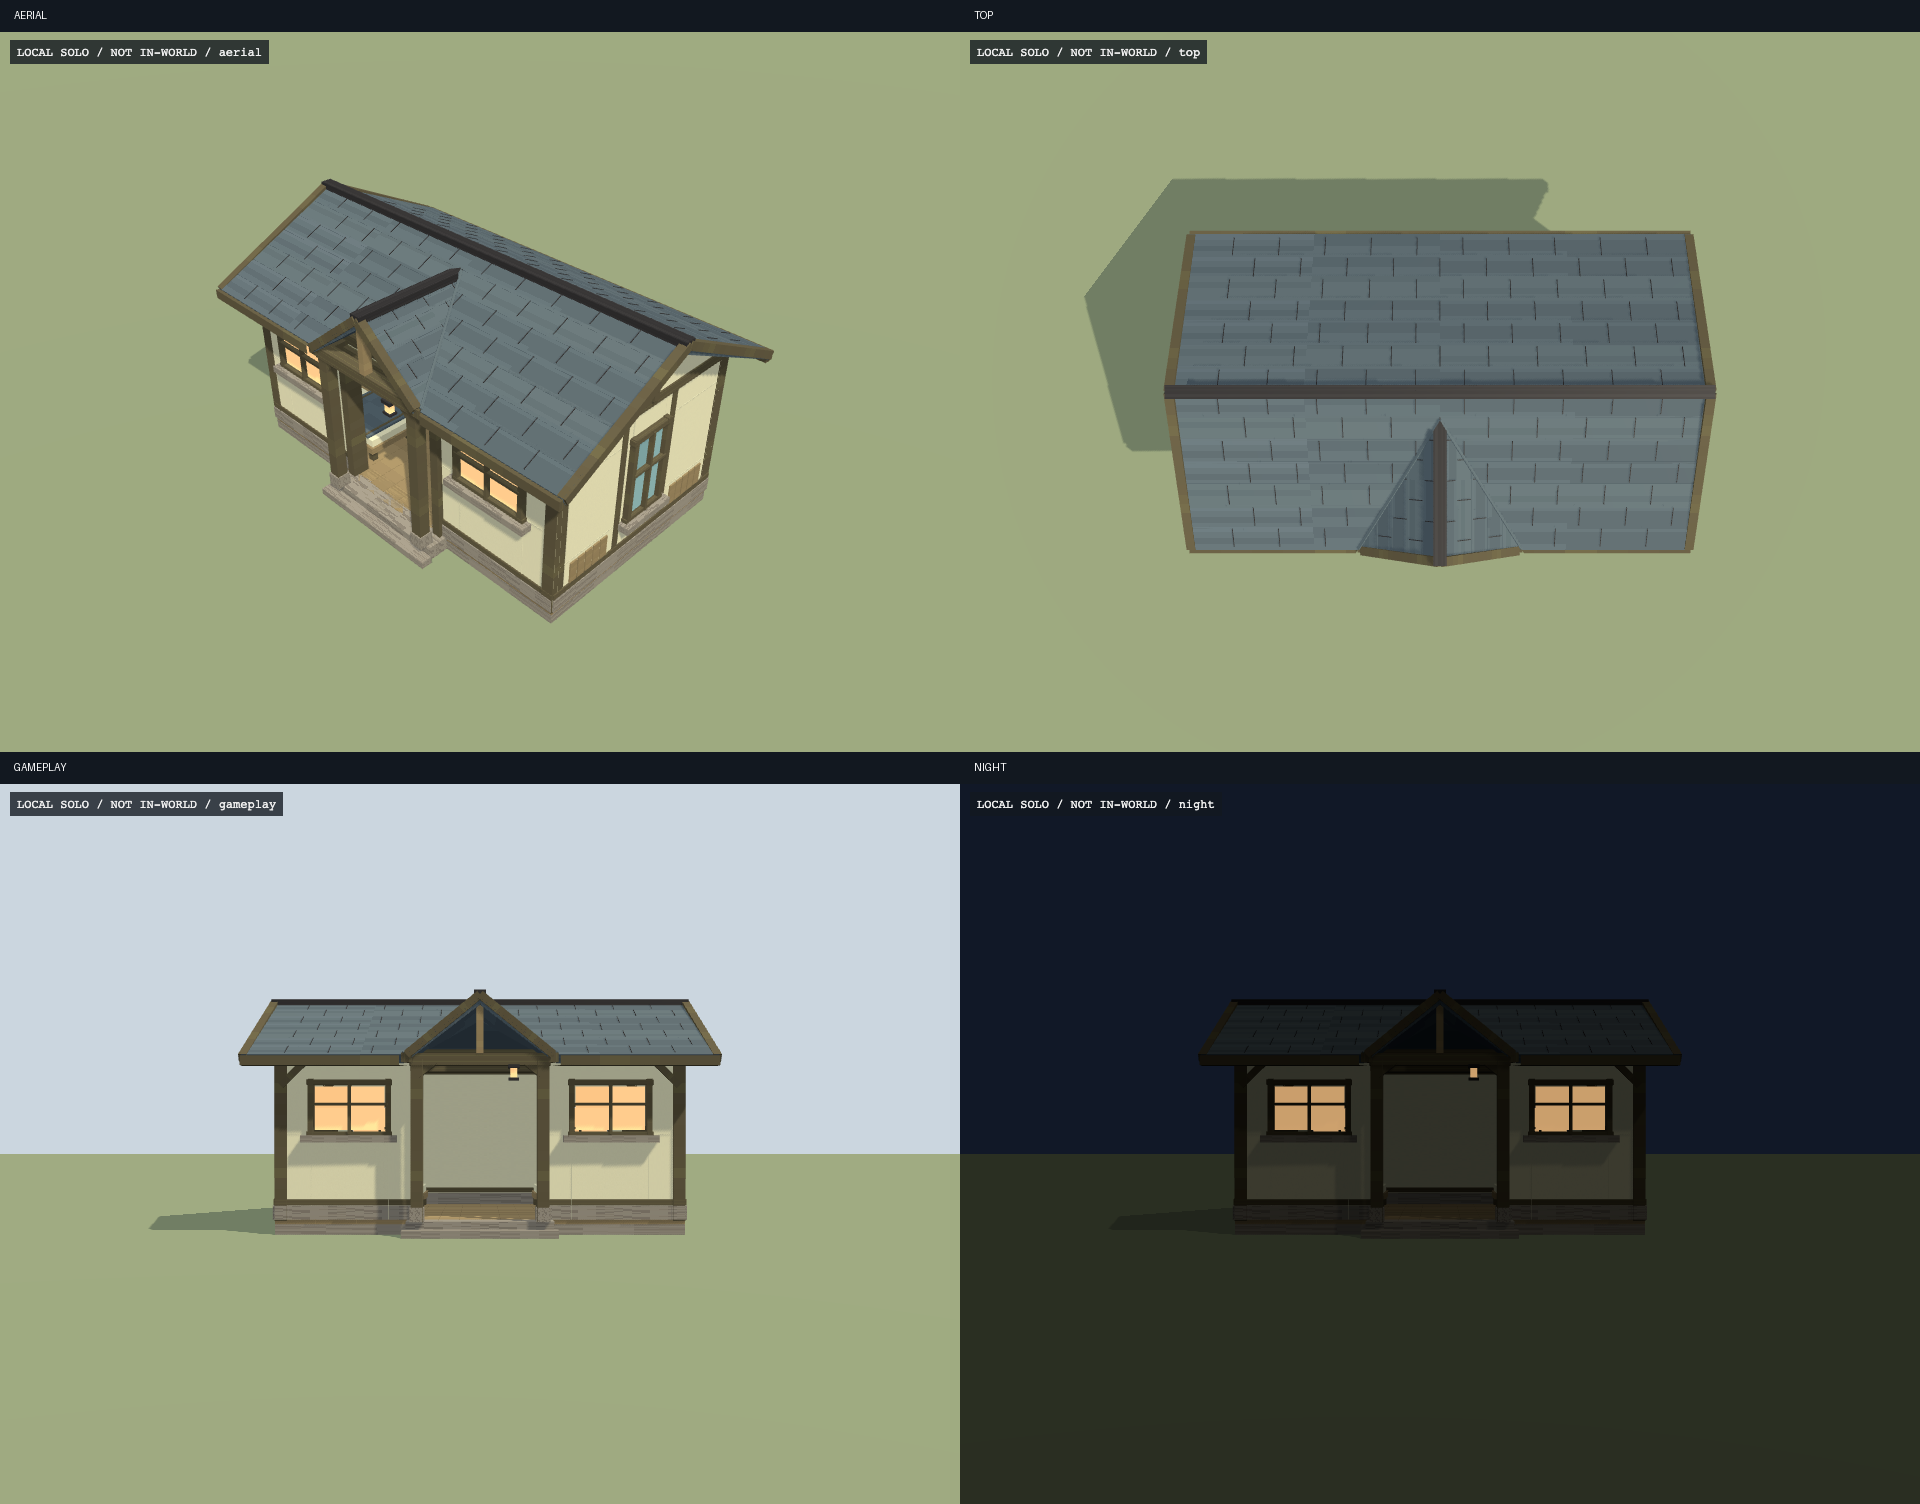 AERIAL
LOCAL SOLO / NOT IN-WORLD / aerial
TOP
LOCAL SOLO / NOT IN-WORLD / top
GAMEPLAY
LOCAL SOLO / NOT IN-WORLD / gameplay
NIGHT
LOCAL SOLO / NOT IN-WORLD / night